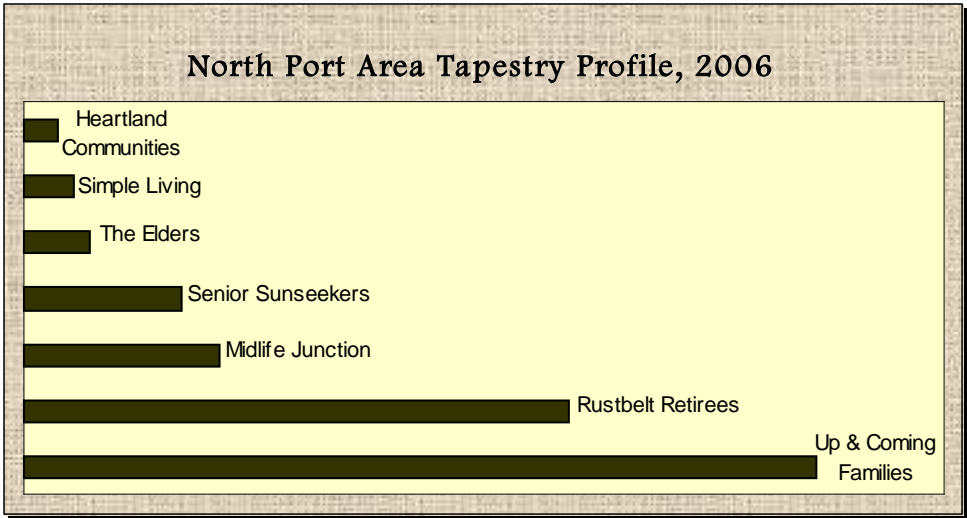 North Port Area Tapestry Profile, 2006
Heartland
Communities
Simple Living
The Elders
Senior Sunseekers
Midlife Junction
Rustbelt Retirees
Up & Coming
Families